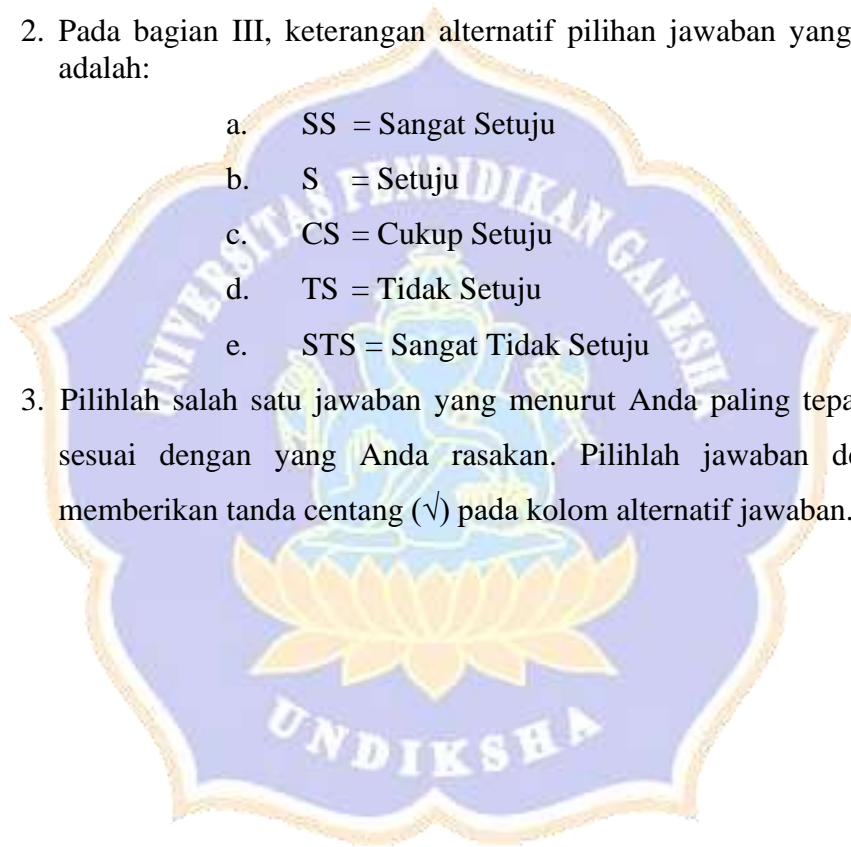 2. Pada bagian III, keterangan alternatif pilihan jawaban yang
adalah:
a. SS = Sangat Setuju
b. S = Setuju
c. CS = Cukup Setuju
d. TS = Tidak Setuju
e. STS = Sangat Tidak Setuju
3. Pilihlah salah satu jawaban yang menurut Anda paling
sesuai dengan yang Anda rasakan. Pilihlah jawaban
memberikan tanda centang (√) pada kolom alternatif jawaban.
UNIVERSITAS PENDIDIKAN GANESHA
UNDIKSHA